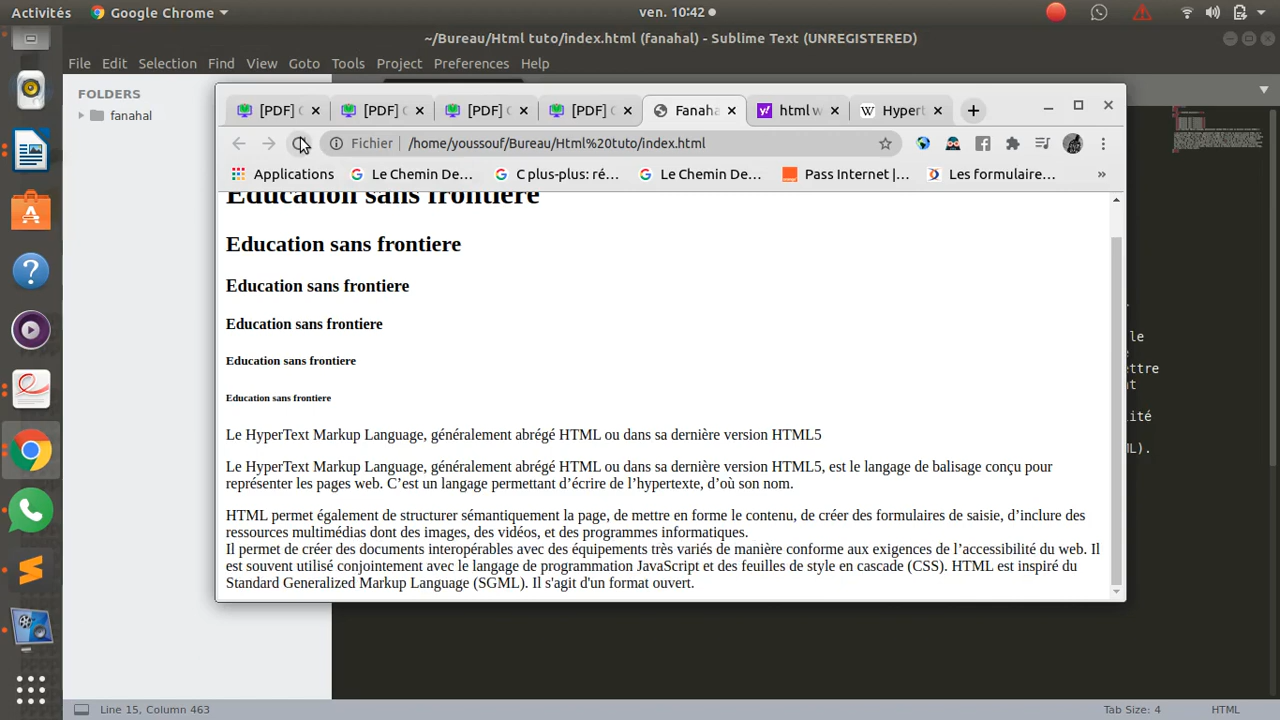 Activités Google Chrome ven. 10:42
~/Bureau/Html tuto/index.html (fanahal) - Sublime Text (UNREGISTERED)
File Edit Selection Find View Goto Tools Project Preferences Help
FOLDERS
fanahal
[PDF] C [PDF] C [PDF] C [PDF] C Fanaha html w Hypert
Fichier /home/youssouf/Bureau/Html%20tuto/index.html
Applications Le Chemin De... C plus-plus: ré... Le Chemin De... Pass Internet |... Les formulaire... »
Education sans frontiere
Education sans frontiere
Education sans frontiere
Education sans frontiere
Education sans frontiere
Education sans frontiere
Le HyperText Markup Language, généralement abrégé HTML ou dans sa dernière version HTML5
Le HyperText Markup Language, généralement abrégé HTML ou dans sa dernière version HTML5, est le langage de balisage conçu pour
représenter les pages web. C’est un langage permettant d’écrire de l’hypertexte, d’où son nom.
HTML permet également de structurer sémantiquement la page, de mettre en forme le contenu, de créer des formulaires de saisie, d’inclure des
ressources multimédias dont des images, des vidéos, et des programmes informatiques.
Il permet de créer des documents interopérables avec des équipements très variés de manière conforme aux exigences de l’accessibilité du web. Il
est souvent utilisé conjointement avec le langage de programmation JavaScript et des feuilles de style en cascade (CSS). HTML est inspiré du
Standard Generalized Markup Language (SGML). Il s'agit d'un format ouvert.
le
ettre
t
ité
ML).
Line 15, Column 463 Tab Size: 4 HTML